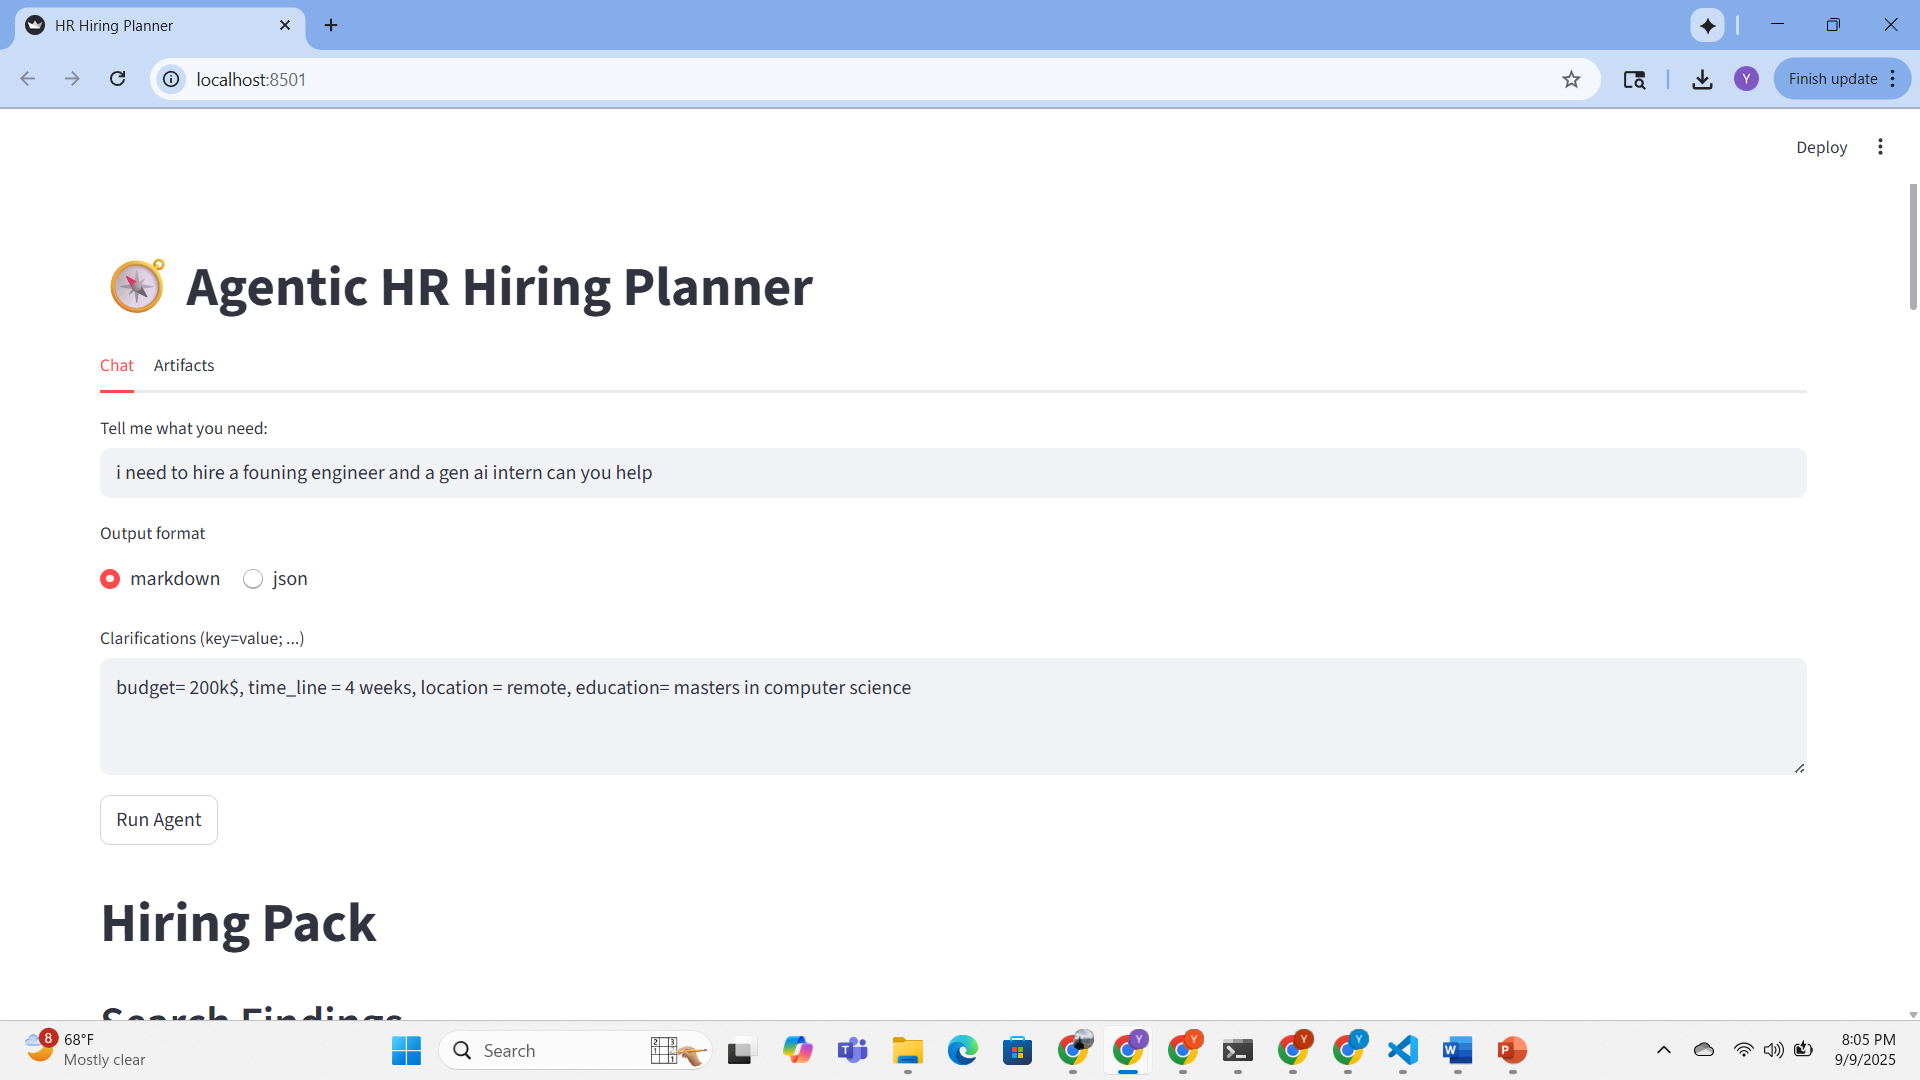 HR Hiring Planner
localhost:8501
Y
Finish update
Deploy
Agentic HR Hiring Planner
Chat
Artifacts
Tell me what you need:
i need to hire a founing engineer and a gen ai intern can you help
Output format
markdown
json
Clarifications (key=value; ...)
budget= 200k$, time_line = 4 weeks, location = remote, education= masters in computer science
Run Agent
Hiring Pack
Search Findings
8
68°F
Mostly clear
Search
Y
Y
Y
Y
8:05 PM
9/9/2025